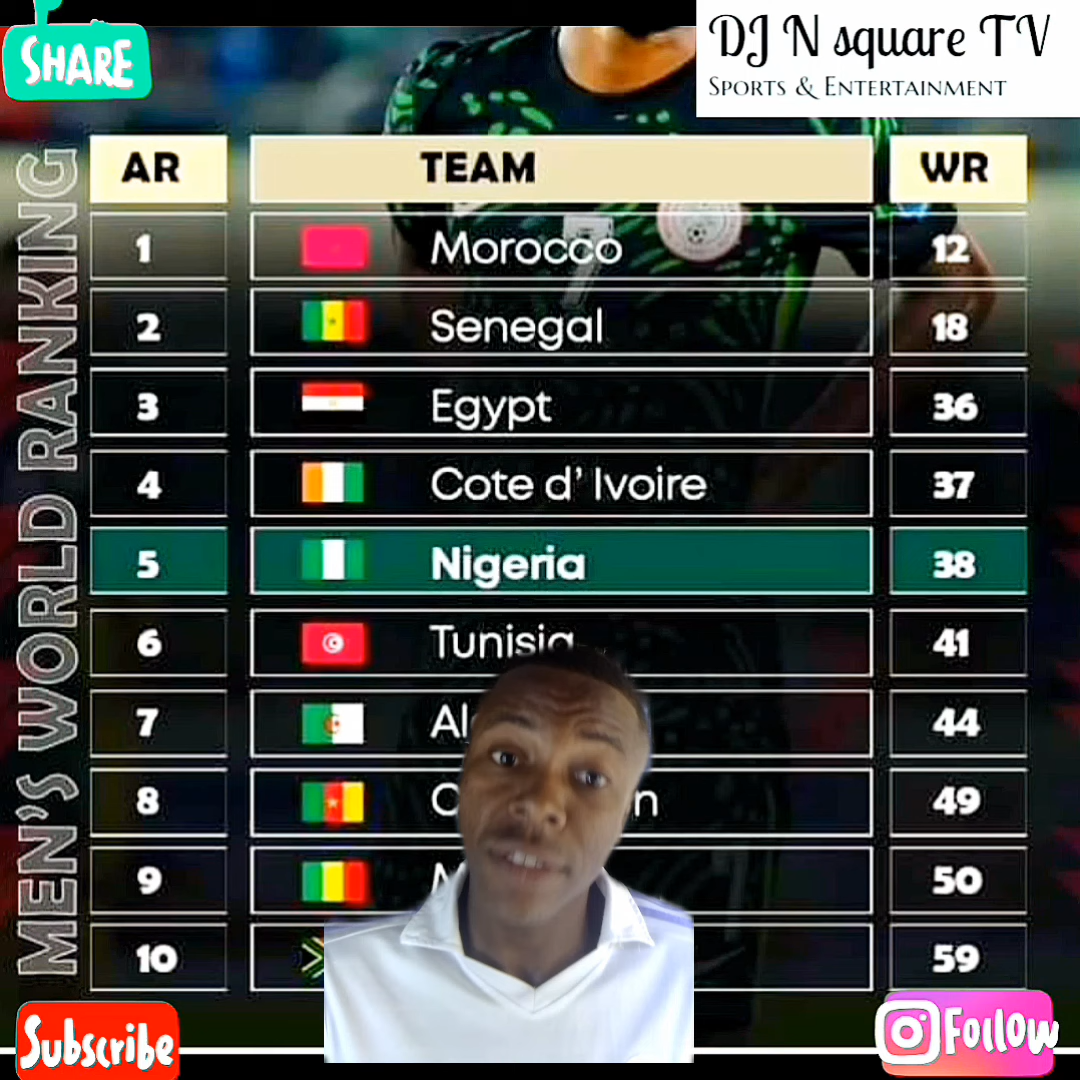 SHARE
DJ N square TV
SPORTS & ENTERTAINMENT
MEN'S WORLD RANKING
AR TEAM WR
1 Morocco 12
2 Senegal 18
3 Egypt 36
4 Cote d' Ivoire 37
5 Nigeria 38
6 Tunisia 41
7 44
8 49
9 50
10 59
Subscribe
Follow